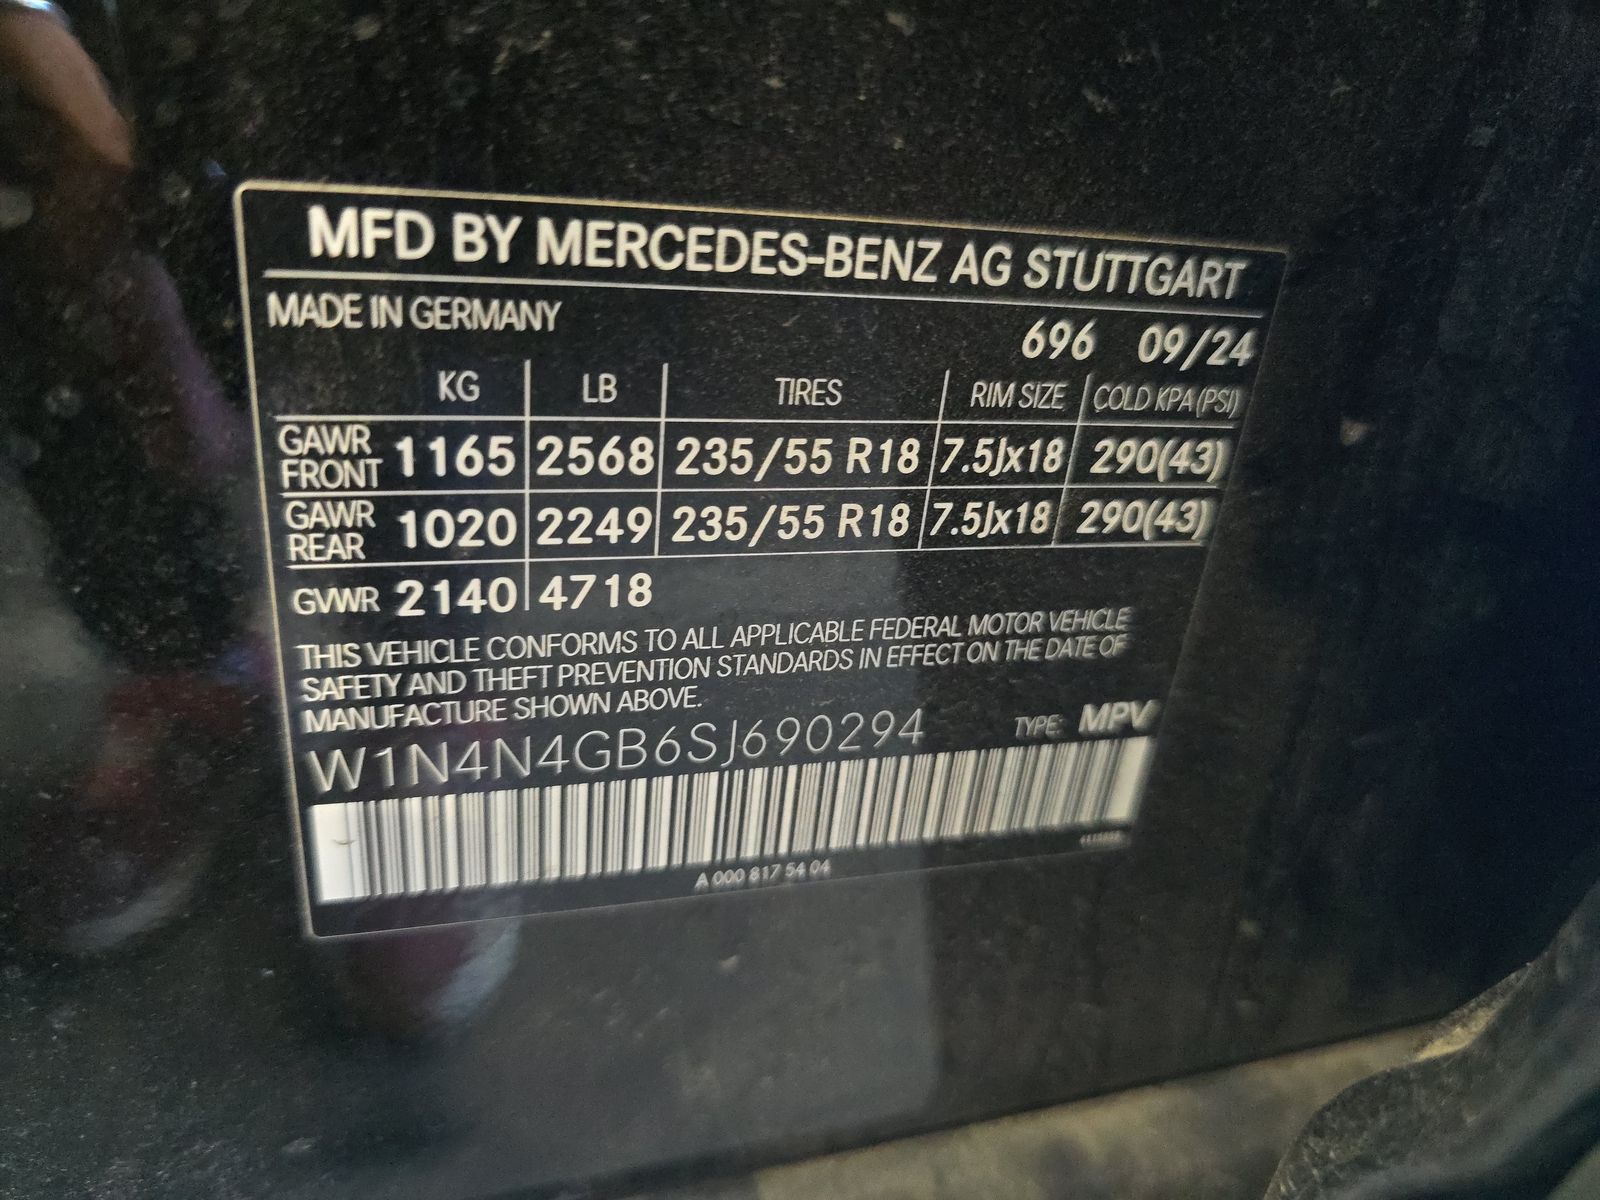 MFD BY MERCEDES-BENZ AG STUTTGART
MADE IN GERMANY
696 09/24
KG LB TIRES RIM SIZE COLD KPA (PSI)
GAWR FRONT 1165 2568 235/55 R18 7.5Jx18 290(43)
GAWR REAR 1020 2249 235/55 R18 7.5Jx18 290(43)
GVWR 2140 4718
THIS VEHICLE CONFORMS TO ALL APPLICABLE FEDERAL MOTOR VEHICLE
SAFETY AND THEFT PREVENTION STANDARDS IN EFFECT ON THE DATE OF
MANUFACTURE SHOWN ABOVE.
W1N4N4GB6SJ690294 TYPE: MPV
A 000 817 54 04